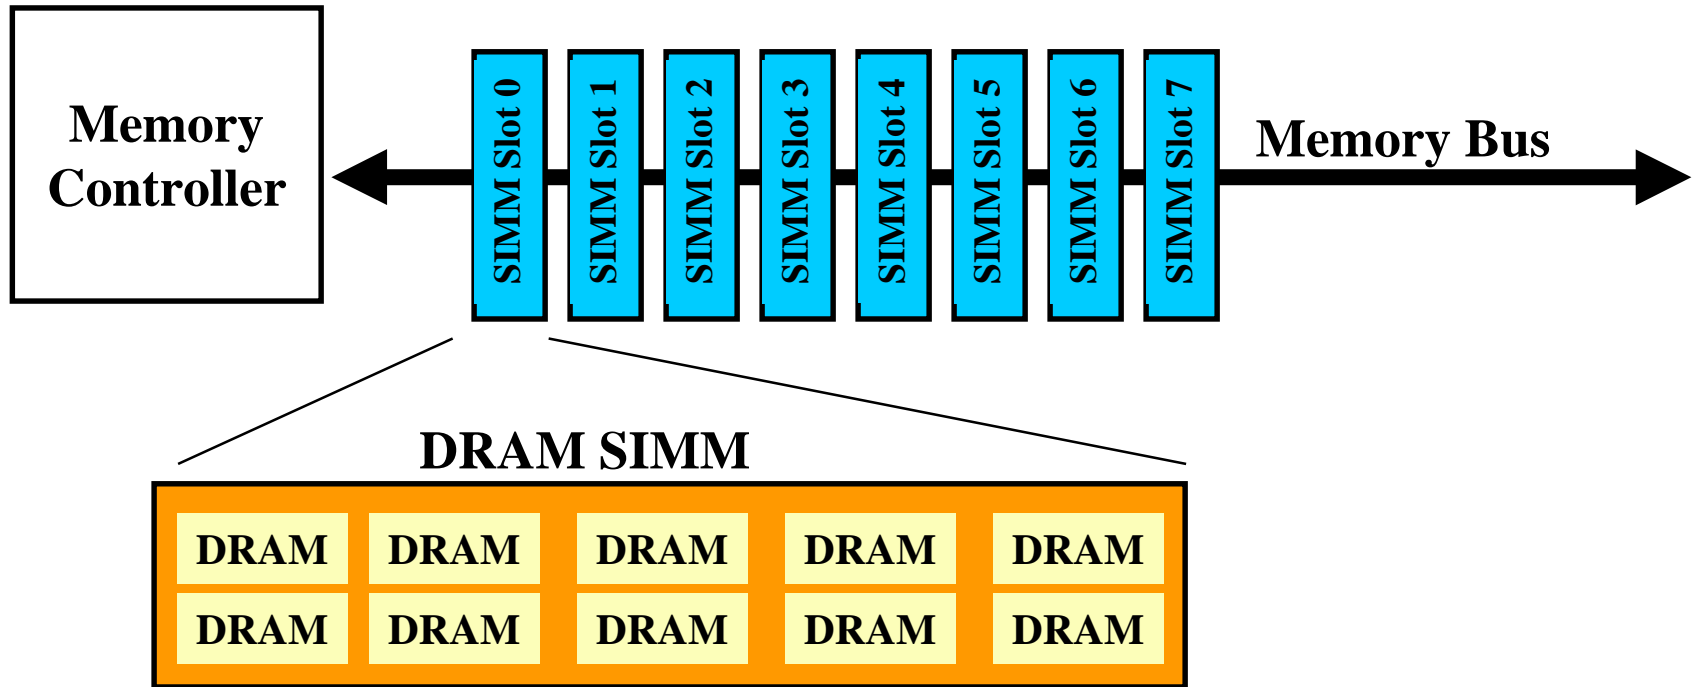 Memory
Controller
SIMM Slot 0
SIMM Slot 1
SIMM Slot 2
SIMM Slot 3
SIMM Slot 4
SIMM Slot 5
SIMM Slot 6
SIMM Slot 7
Memory Bus
DRAM SIMM
DRAM DRAM DRAM DRAM DRAM
DRAM DRAM DRAM DRAM DRAM